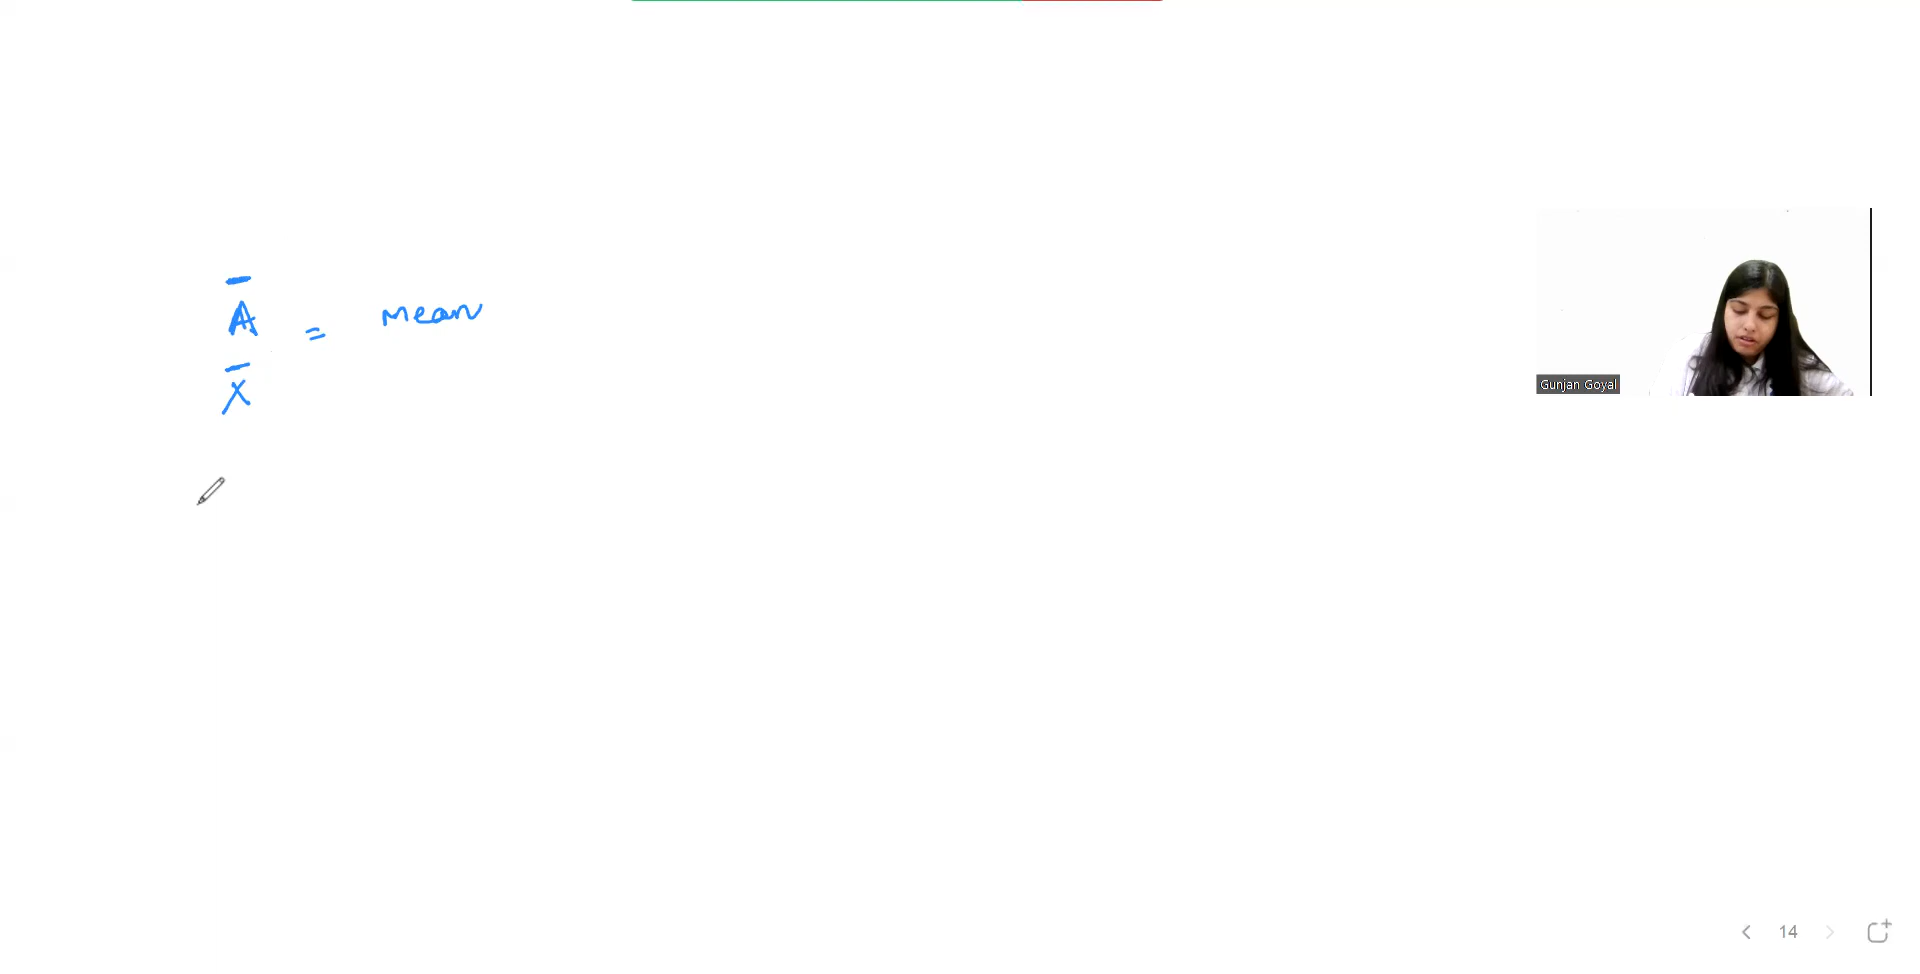 Ā = mean
X̄
Gunjan Goyal
14